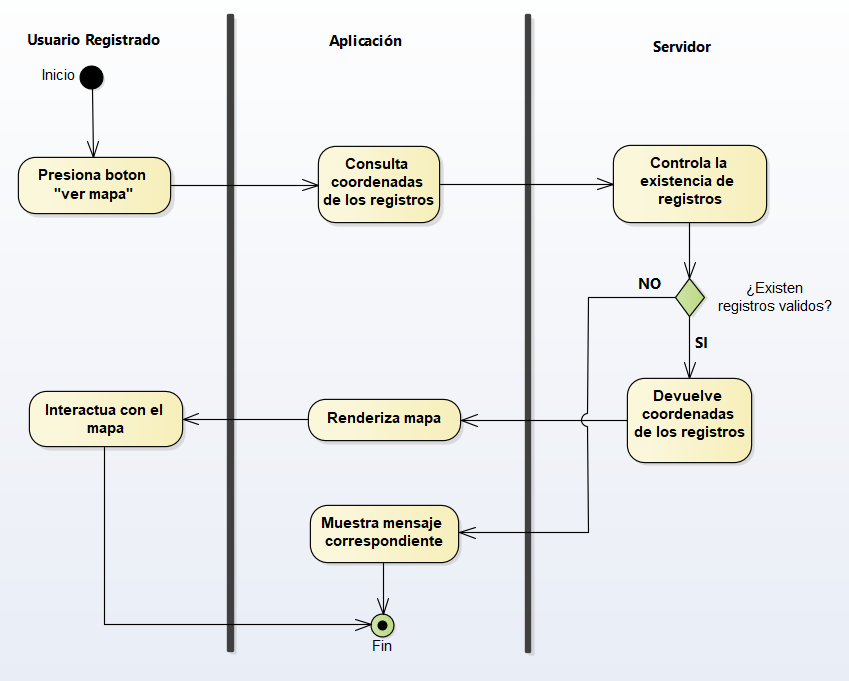 Usuario Registrado
Aplicación
Servidor
Inicio
Presiona boton
"ver mapa"
Consulta
coordenadas
de los registros
Controla la
existencia de
registros
NO
¿Existen
registros validos?
SI
Devuelve
coordenadas
de los registros
Renderiza mapa
Interactua con el
mapa
Muestra mensaje
correspondiente
Fin